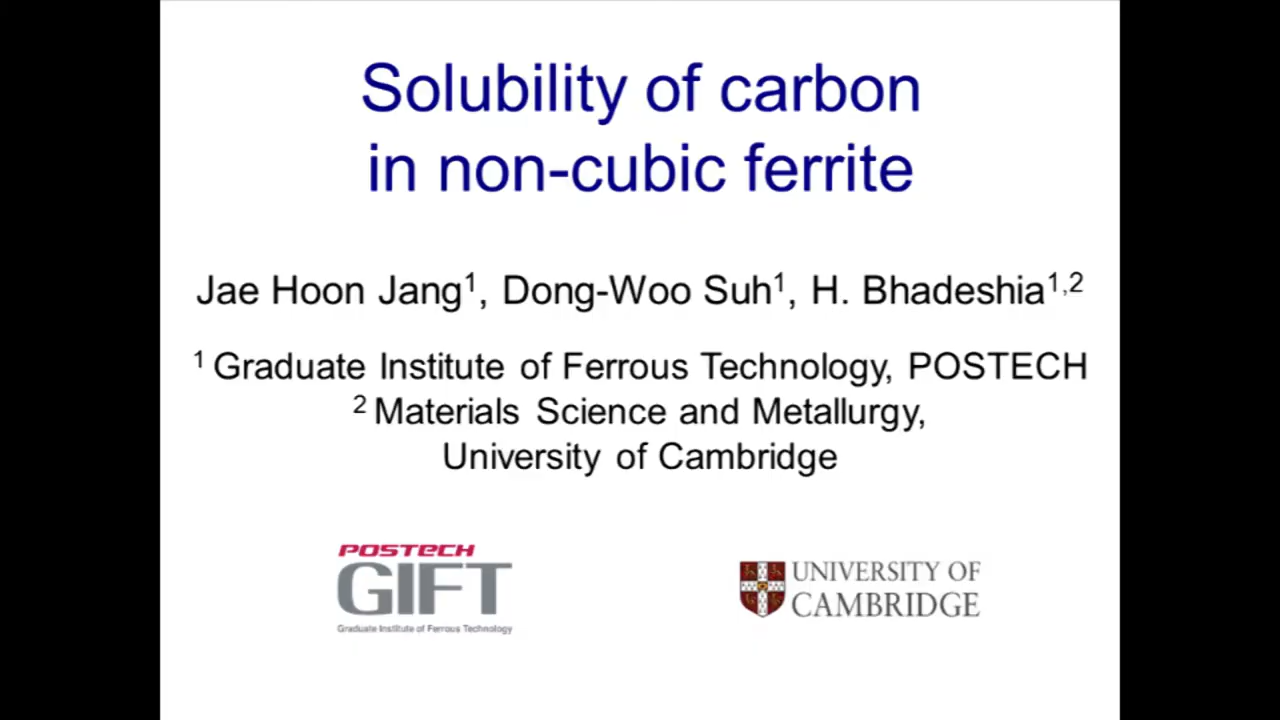 Solubility of carbon
in non-cubic ferrite
Jae Hoon Jang¹, Dong-Woo Suh¹, H. Bhadeshia¹,²
¹ Graduate Institute of Ferrous Technology, POSTECH
² Materials Science and Metallurgy,
University of Cambridge
POSTECH
GIFT
Graduate Institute of Ferrous Technology
UNIVERSITY OF
CAMBRIDGE